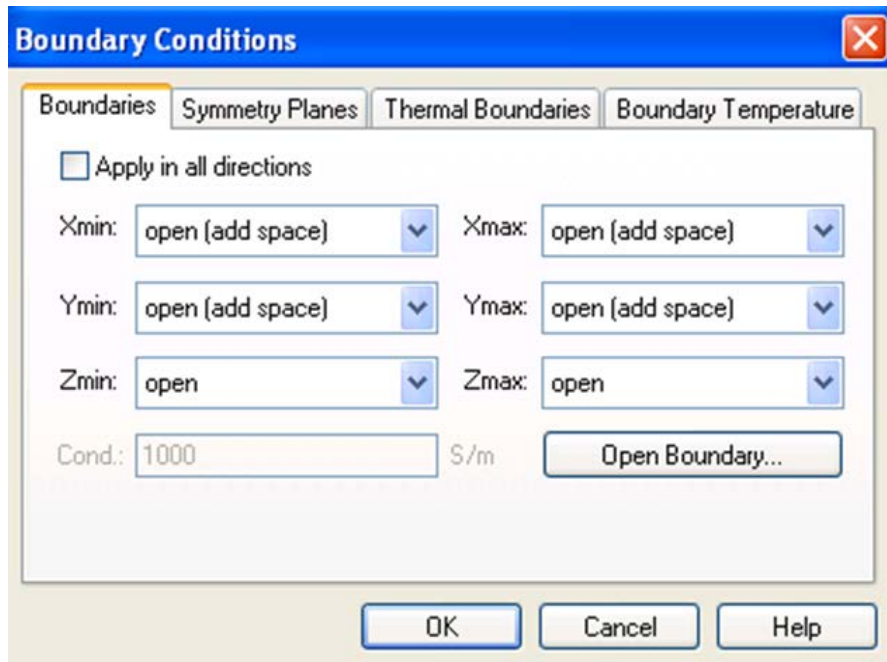 Boundary Conditions
Boundaries Symmetry Planes Thermal Boundaries Boundary Temperature
Apply in all directions
Xmin: open (add space) Xmax: open (add space)
Ymin: open (add space) Ymax: open (add space)
Zmin: open Zmax: open
Cond.: 1000 S/m Open Boundary...
OK Cancel Help